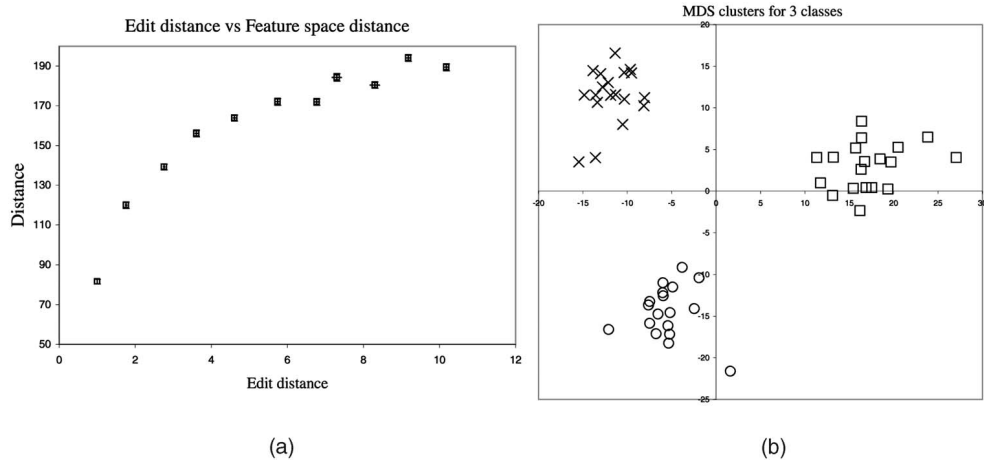 Edit distance vs Feature space distance
190
170
150
130
110
90
70
50
0 2 4 6 8 10 12
Distance
Edit distance
(a)
MDS clusters for 3 classes
20
15
10
5
0
-20 -15 -10 -5 0 5 10 15 20 25 30
-5
-10
-15
-20
-25
(b)